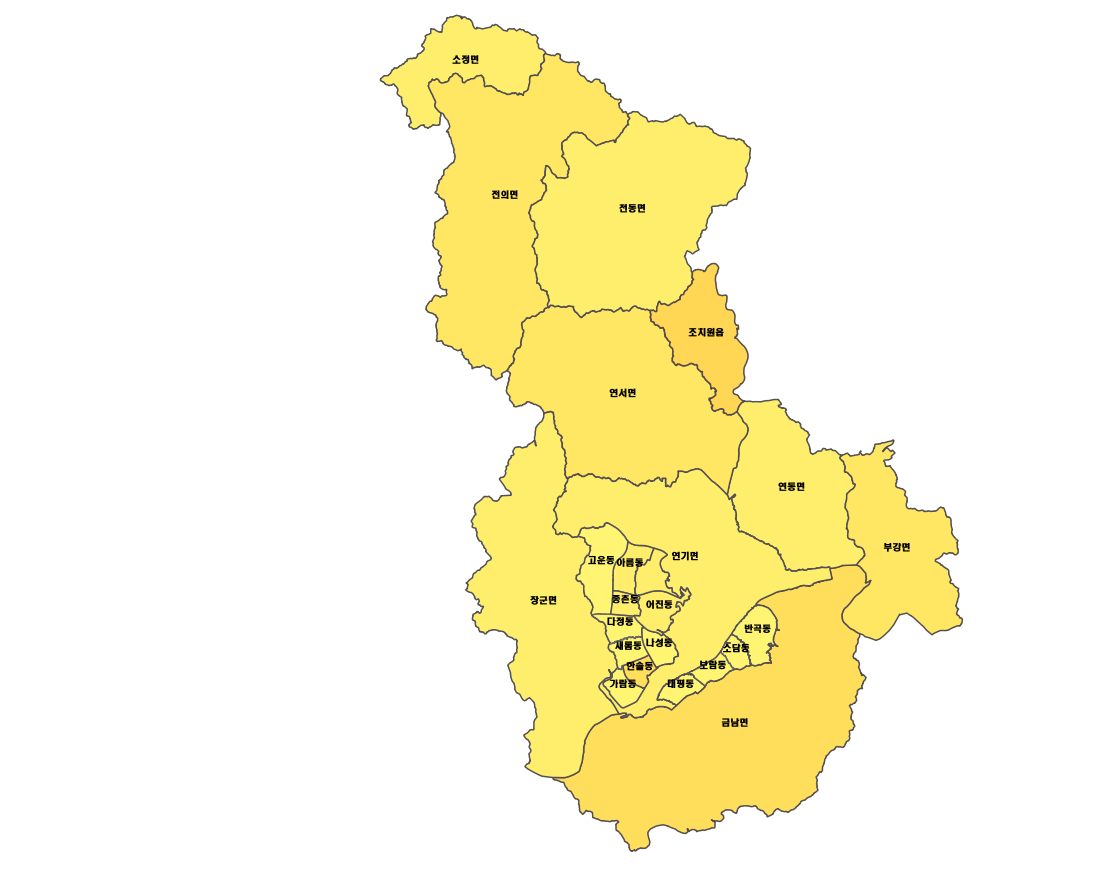 소정면
전의면
전동면
조치원읍
연서면
연동면
부강면
연기면
고운동
아름동
장군면
종촌동
어진동
다정동
반곡동
새롬동
나성동
소담동
한솔동
보람동
가람동
대평동
금남면